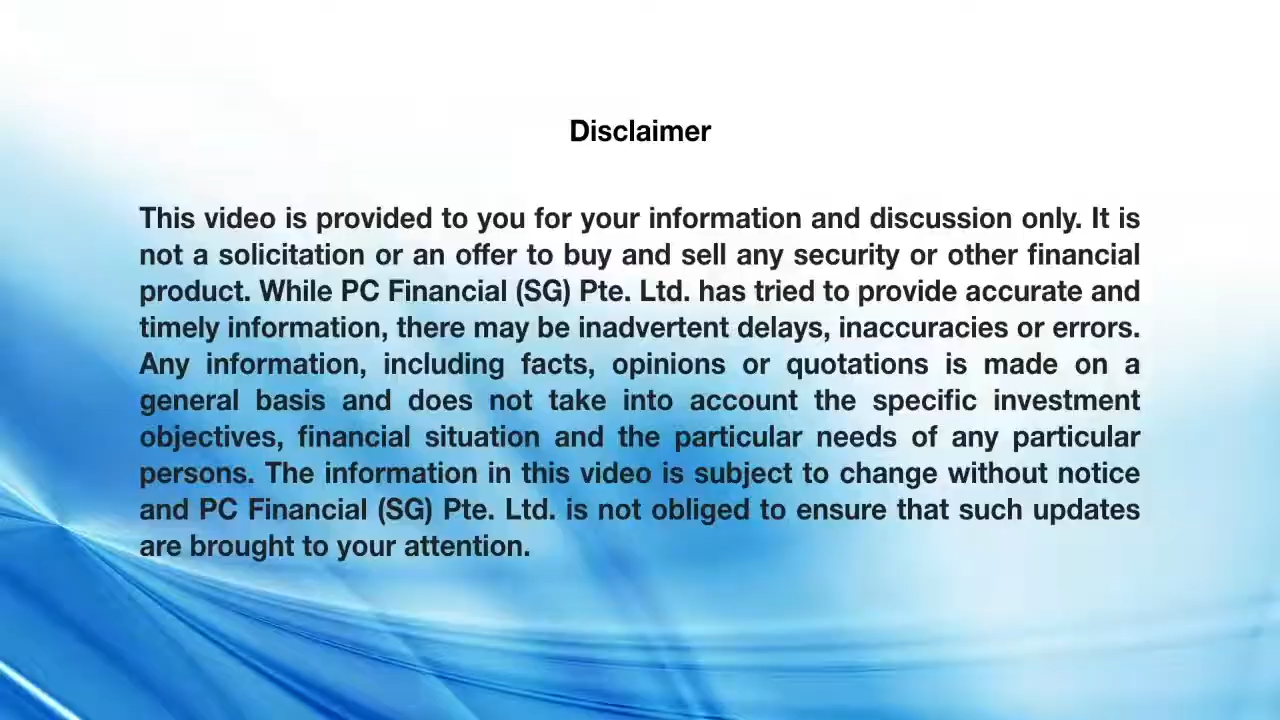 Disclaimer
This video is provided to you for your information and discussion only. It is
not a solicitation or an offer to buy and sell any security or other financial
product. While PC Financial (SG) Pte. Ltd. has tried to provide accurate and
timely information, there may be inadvertent delays, inaccuracies or errors.
Any information, including facts, opinions or quotations is made on a
general basis and does not take into account the specific investment
objectives, financial situation and the particular needs of any particular
persons. The information in this video is subject to change without notice
and PC Financial (SG) Pte. Ltd. is not obliged to ensure that such updates
are brought to your attention.